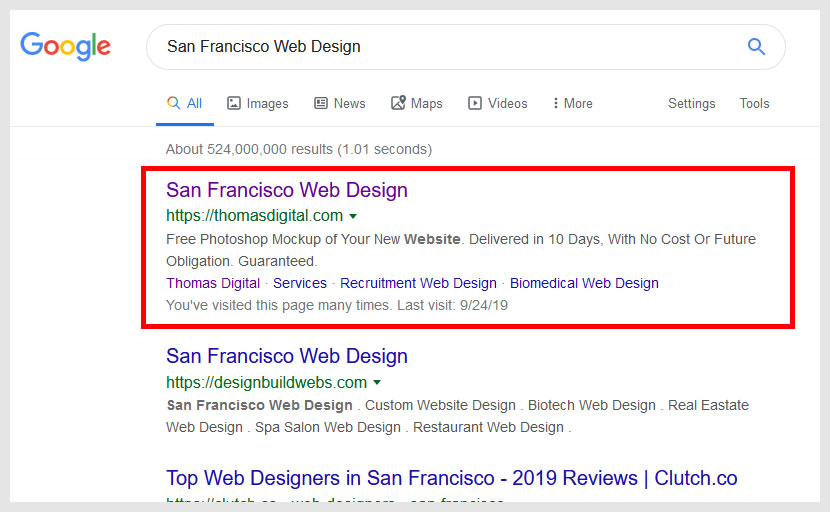 Google
San Francisco Web Design
All Images News Maps Videos More Settings Tools
About 524,000,000 results (1.01 seconds)
San Francisco Web Design
https://thomasdigital.com
Free Photoshop Mockup of Your New Website. Delivered in 10 Days, With No Cost Or Future
Obligation. Guaranteed.
Thomas Digital · Services · Recruitment Web Design · Biomedical Web Design
You've visited this page many times. Last visit: 9/24/19
San Francisco Web Design
https://designbuildwebs.com
San Francisco Web Design . Custom Website Design . Biotech Web Design . Real Eastate
Web Design . Spa Salon Web Design . Restaurant Web Design .
Top Web Designers in San Francisco - 2019 Reviews | Clutch.co